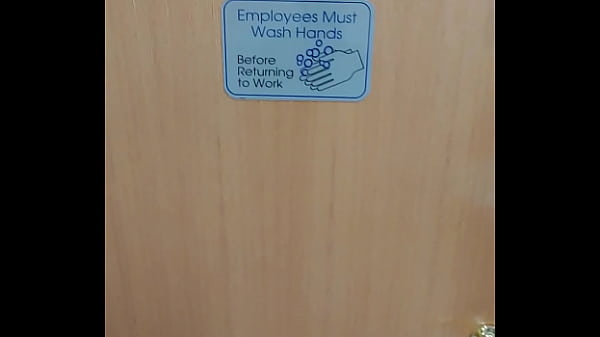 Employees Must
Wash Hands
Before
Returning
to Work